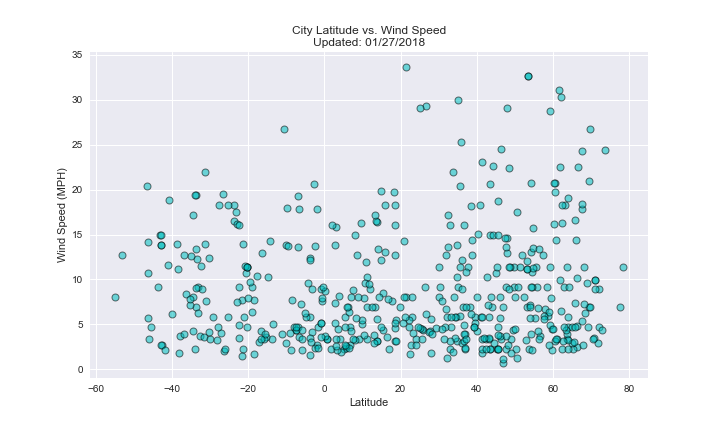 City Latitude vs. Wind Speed
Updated: 01/27/2018
35
30
25
20
15
10
5
0
Wind Speed (MPH)
−60 −40 −20 0 20 40 60 80
Latitude